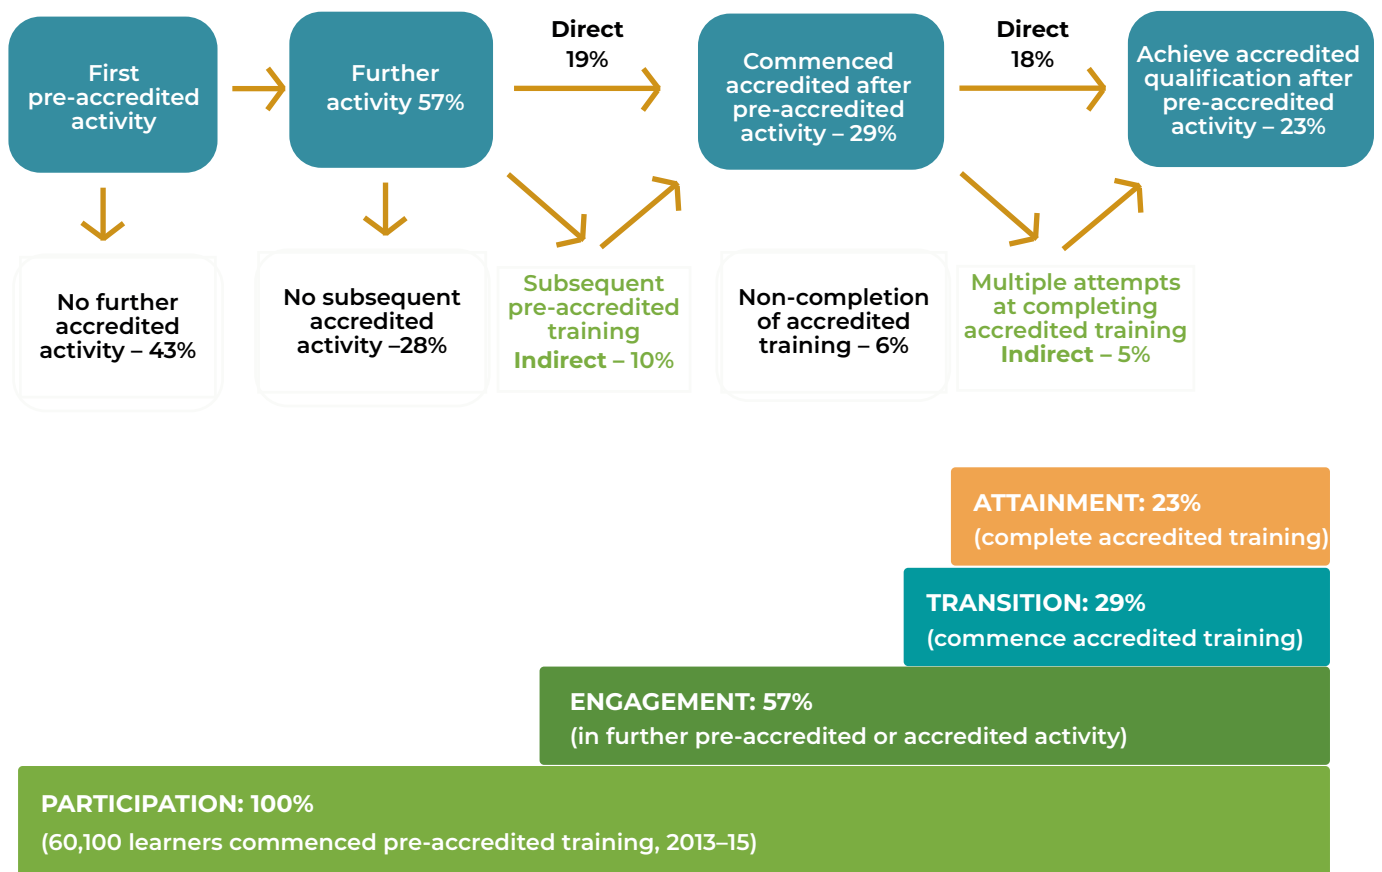 First
pre-accredited
activity
Further
activity 57%
Direct
19%
Commenced
accredited after
pre-accredited
activity – 29%
Direct
18%
Achieve accredited
qualification after
pre-accredited
activity – 23%
No further
accredited
activity – 43%
No subsequent
accredited
activity –28%
Subsequent
pre-accredited
training
Indirect – 10%
Non-completion
of accredited
training – 6%
Multiple attempts
at completing
accredited training
Indirect – 5%
ATTAINMENT: 23%
(complete accredited training)
TRANSITION: 29%
(commence accredited training)
ENGAGEMENT: 57%
(in further pre-accredited or accredited activity)
PARTICIPATION: 100%
(60,100 learners commenced pre-accredited training, 2013–15)